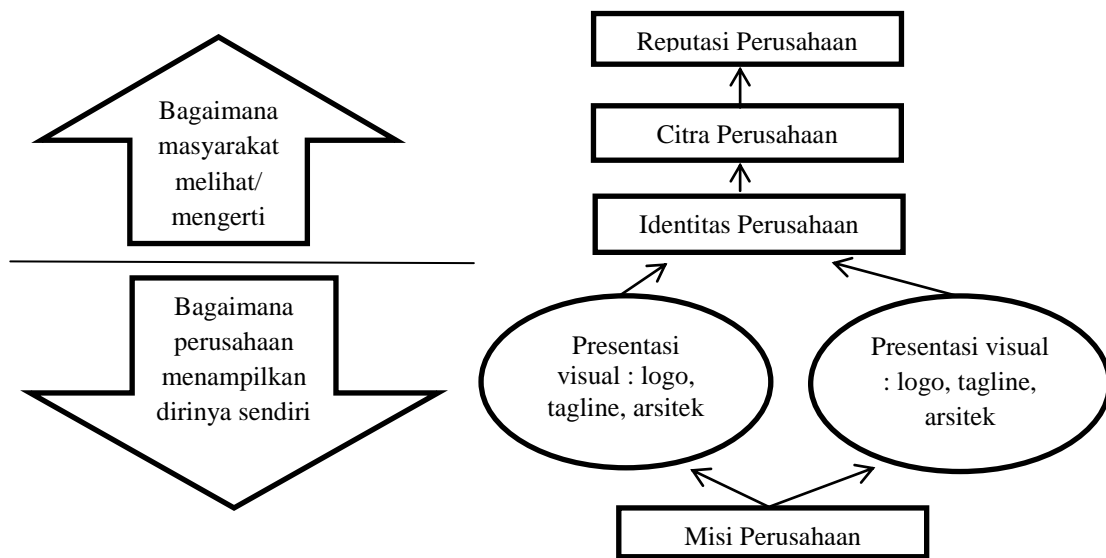 Reputasi Perusahaan
Bagaimana
masyarakat
melihat/
mengerti
Citra Perusahaan
Identitas Perusahaan
Bagaimana
perusahaan
menampilkan
dirinya sendiri
Presentasi
visual : logo,
tagline, arsitek
Presentasi visual
: logo, tagline,
arsitek
Misi Perusahaan